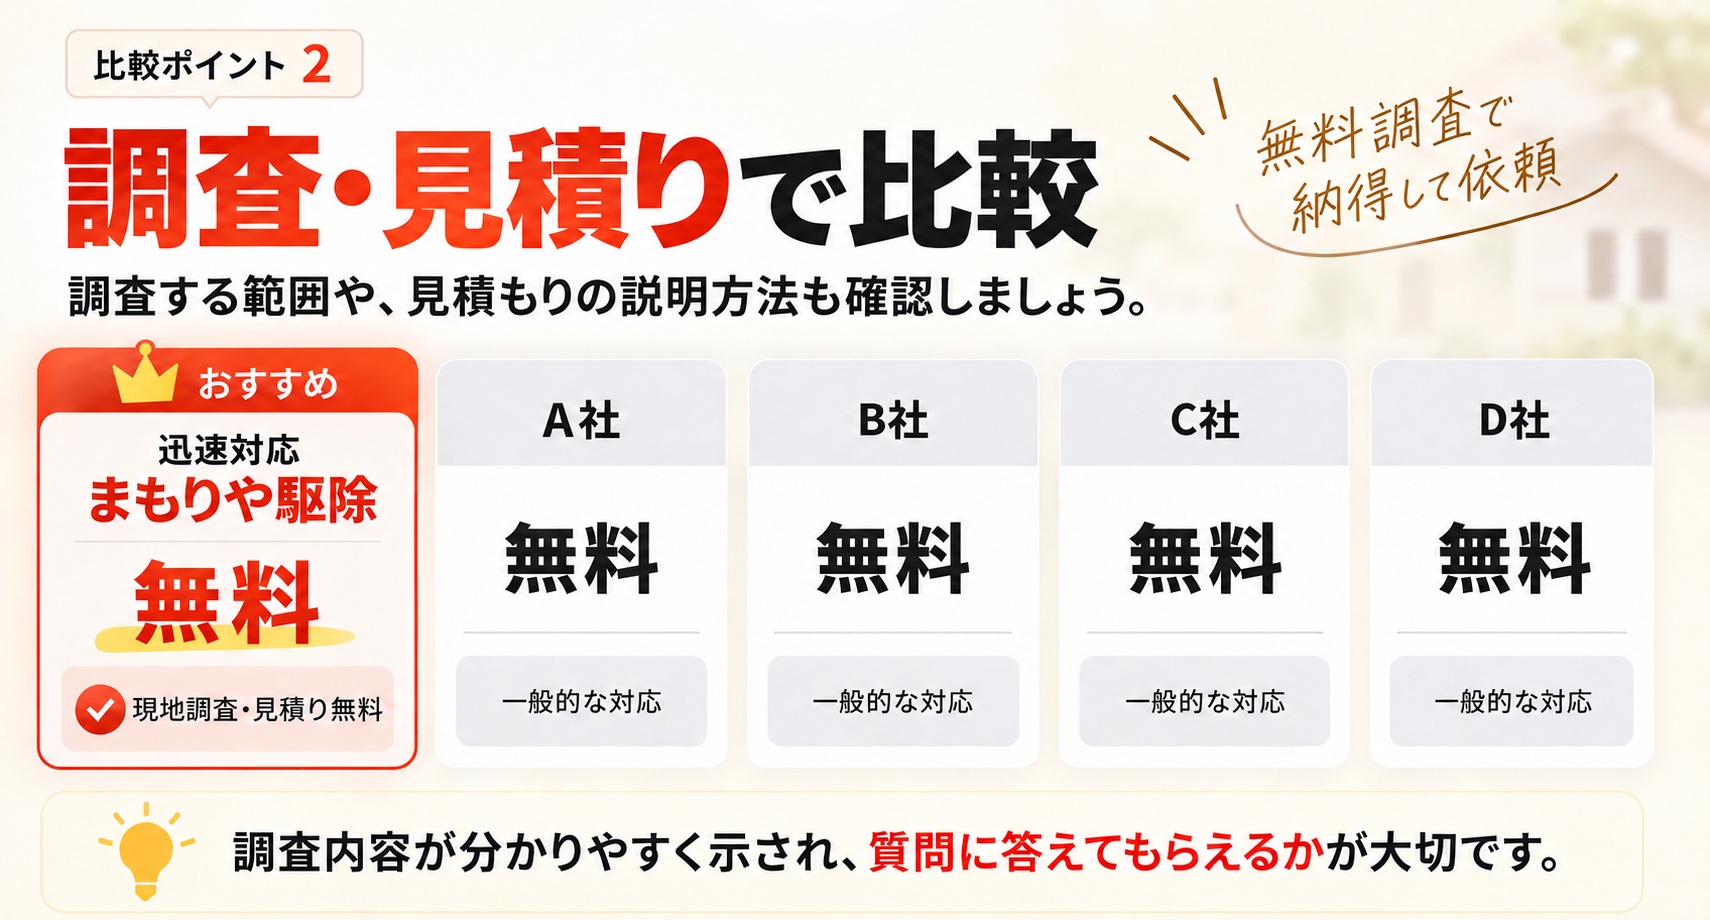 比較ポイント 2
調査・見積りで比較
無料調査で
納得して依頼
調査する範囲や、見積もりの説明方法も確認しましょう。
おすすめ
迅速対応
まもりや駆除
無料
現地調査・見積り無料
A社
無料
一般的な対応
B社
無料
一般的な対応
C社
無料
一般的な対応
D社
無料
一般的な対応
調査内容が分かりやすく示され、質問に答えてもらえるかが大切です。